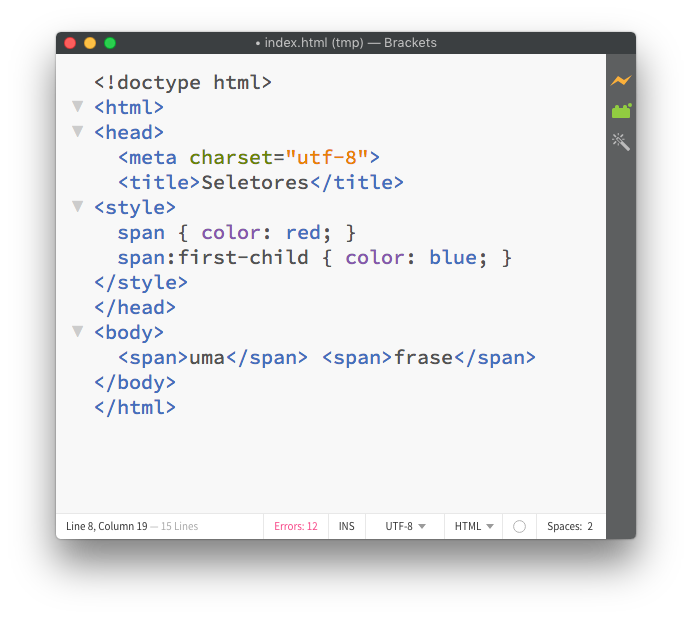 • index.html (tmp) — Brackets
<!doctype html>
<html>
<head>
<meta charset="utf-8">
<title>Seletores</title>
<style>
span { color: red; }
span:first-child { color: blue; }
</style>
</head>
<body>
<span>uma</span> <span>frase</span>
</body>
</html>
Line 8, Column 19 — 15 Lines Errors: 12 INS UTF-8 HTML Spaces: 2